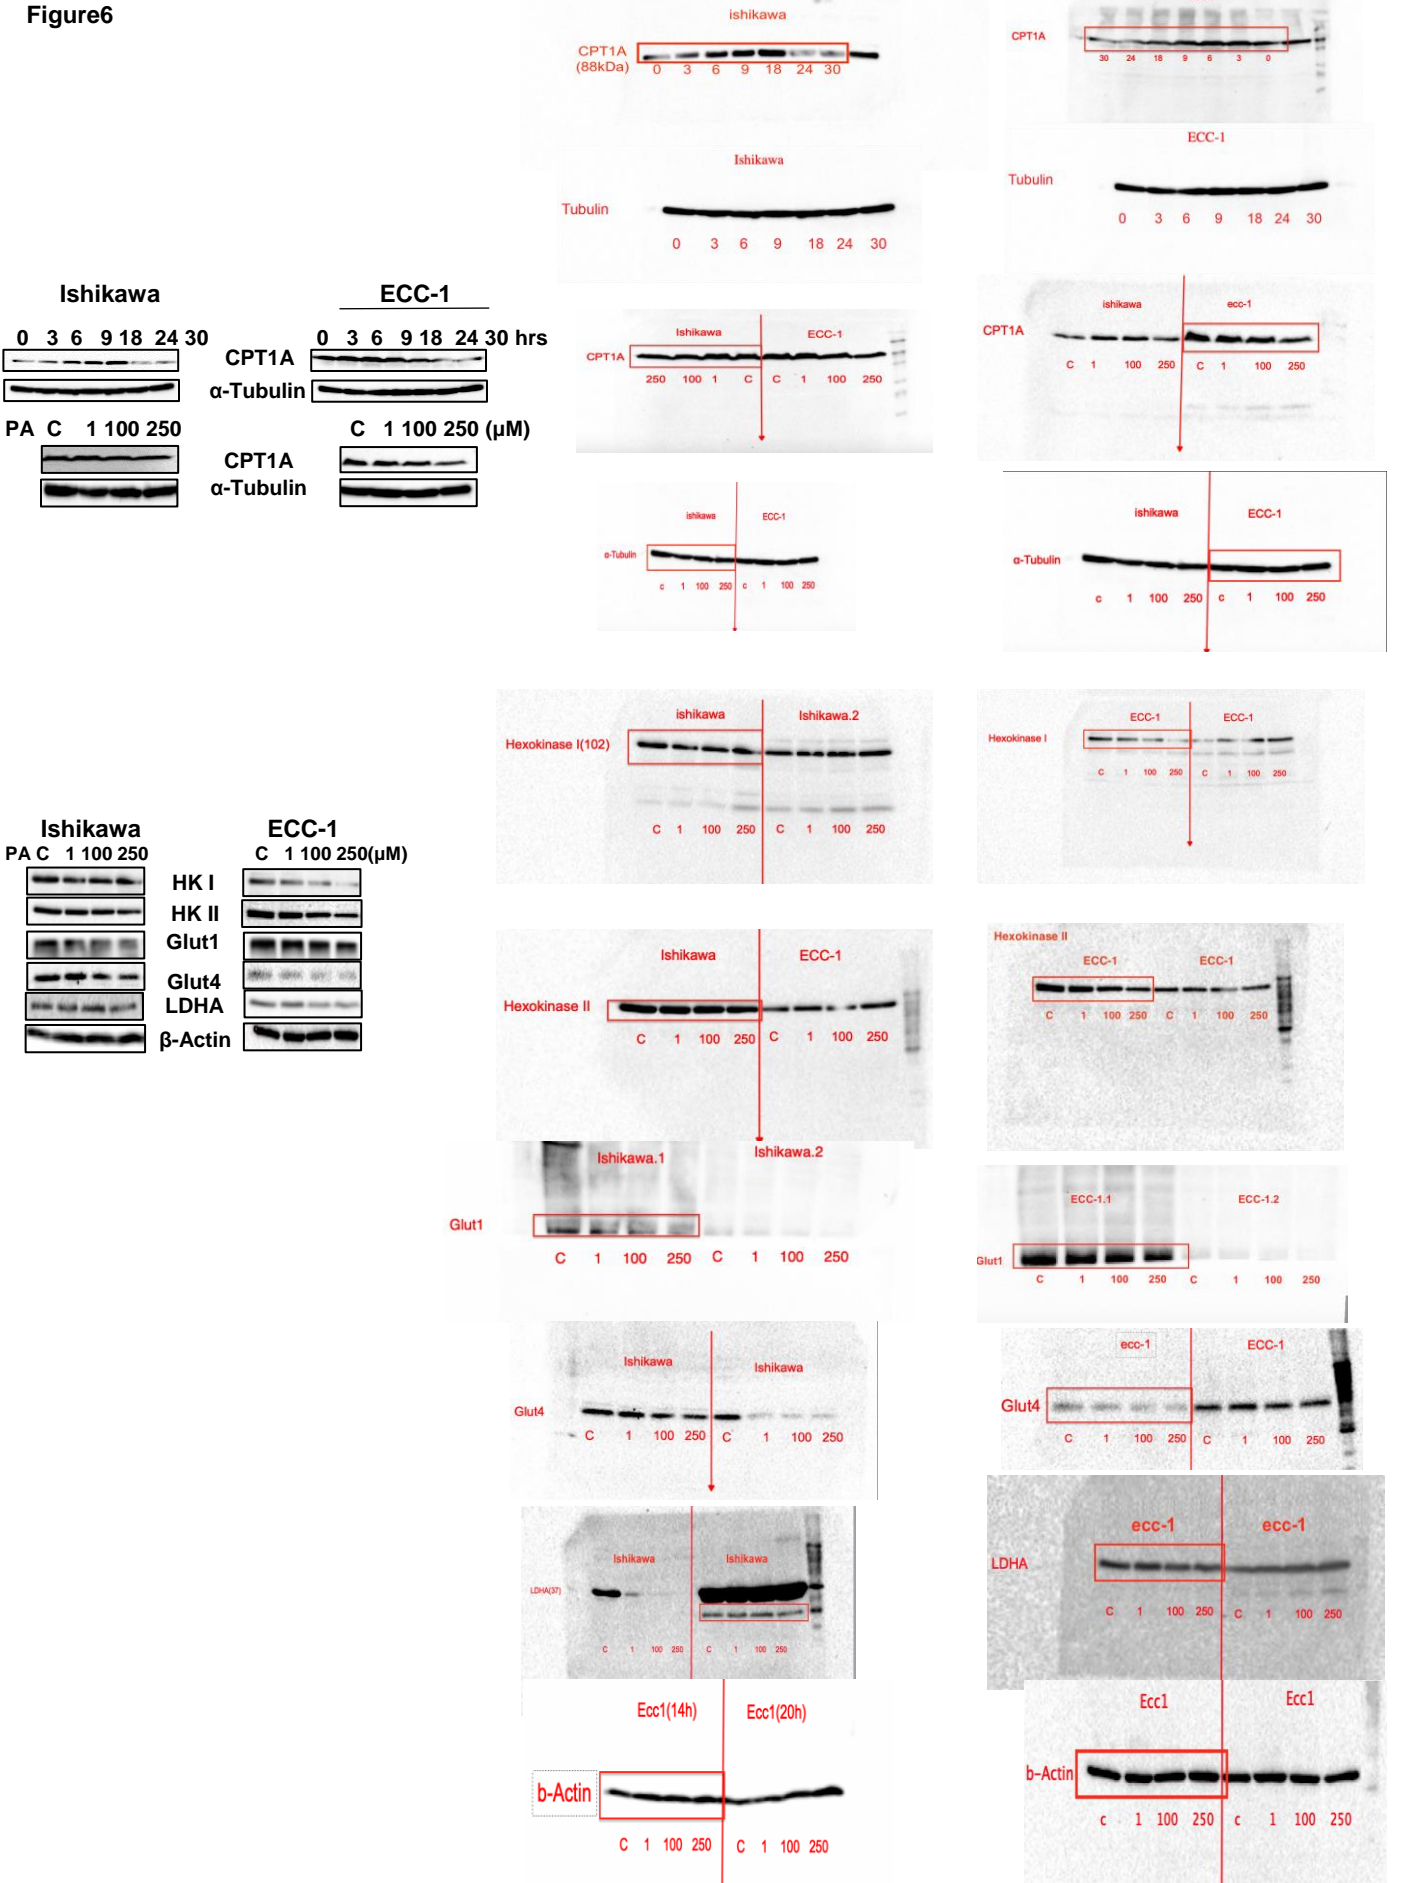 Figure6
Ishikawa ECC-1
0 3 6 9 18 24 30 0 3 6 9 18 24 30 hrs
CPT1A
α-Tubulin
PA C 1 100 250 C 1 100 250 (µM)
CPT1A
α-Tubulin
Ishikawa ECC-1
PA C 1 100 250 C 1 100 250(µM)
HK I
HK II
Glut1
Glut4
LDHA
β-Actin
ishikawa
CPT1A
(88kDa) 0 3 6 9 18 24 30
CPT1A
30 24 18 9 6 3 0
Ishikawa
Tubulin
0 3 6 9 18 24 30
ECC-1
Tubulin
0 3 6 9 18 24 30
Ishikawa ECC-1
CPT1A
250 100 1 C C 1 100 250
ishikawa ecc-1
CPT1A
C 1 100 250 C 1 100 250
ishikawa ECC-1
α-Tubulin
c 1 100 250 c 1 100 250
ishikawa ECC-1
α-Tubulin
c 1 100 250 c 1 100 250
ishikawa Ishikawa.2
Hexokinase I(102)
C 1 100 250 C 1 100 250
ECC-1 ECC-1
Hexokinase I
C 1 100 250 C 1 100 250
Ishikawa ECC-1
Hexokinase II
C 1 100 250 C 1 100 250
Hexokinase II
ECC-1 ECC-1
C 1 100 250 C 1 100 250
Ishikawa.1 Ishikawa.2
Glut1
C 1 100 250 C 1 100 250
ECC-1.1 ECC-1.2
Glut1
C 1 100 250 C 1 100 250
Ishikawa Ishikawa
Glut4
C 1 100 250 C 1 100 250
ecc-1 ECC-1
Glut4
C 1 100 250 C 1 100 250
Ishikawa Ishikawa
LDHA(37)
C 1 100 250 C 1 100 250
ecc-1 ecc-1
LDHA
C 1 100 250 C 1 100 250
Ecc1(14h) Ecc1(20h)
b-Actin
C 1 100 250 C 1 100 250
Ecc1 Ecc1
b-Actin
c 1 100 250 c 1 100 250